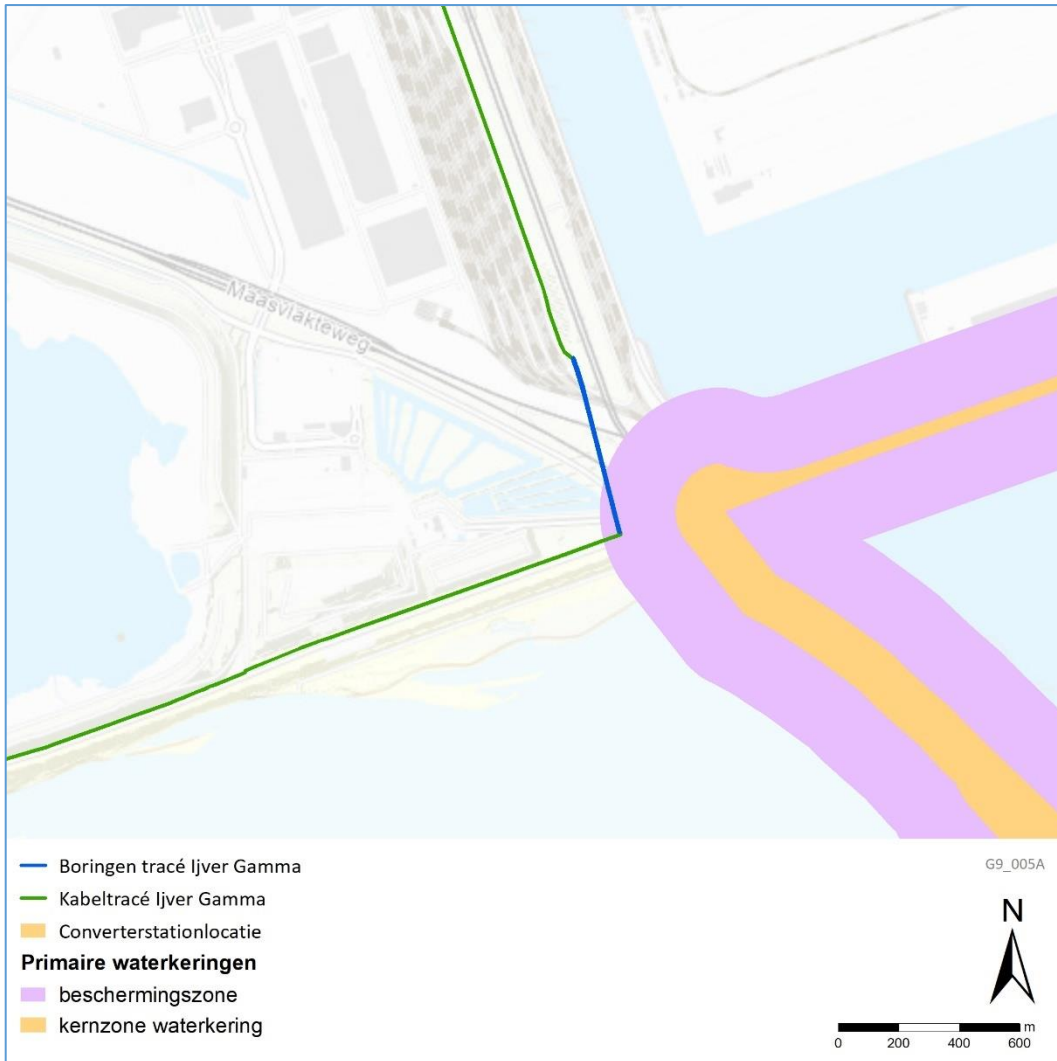 Maasvlakteweg
Boringen tracé Ijver Gamma
Kabeltracé Ijver Gamma
Converterstationlocatie
Primaire waterkeringen
beschermingszone
kernzone waterkering
G9_005A
N
m
0 200 400 600